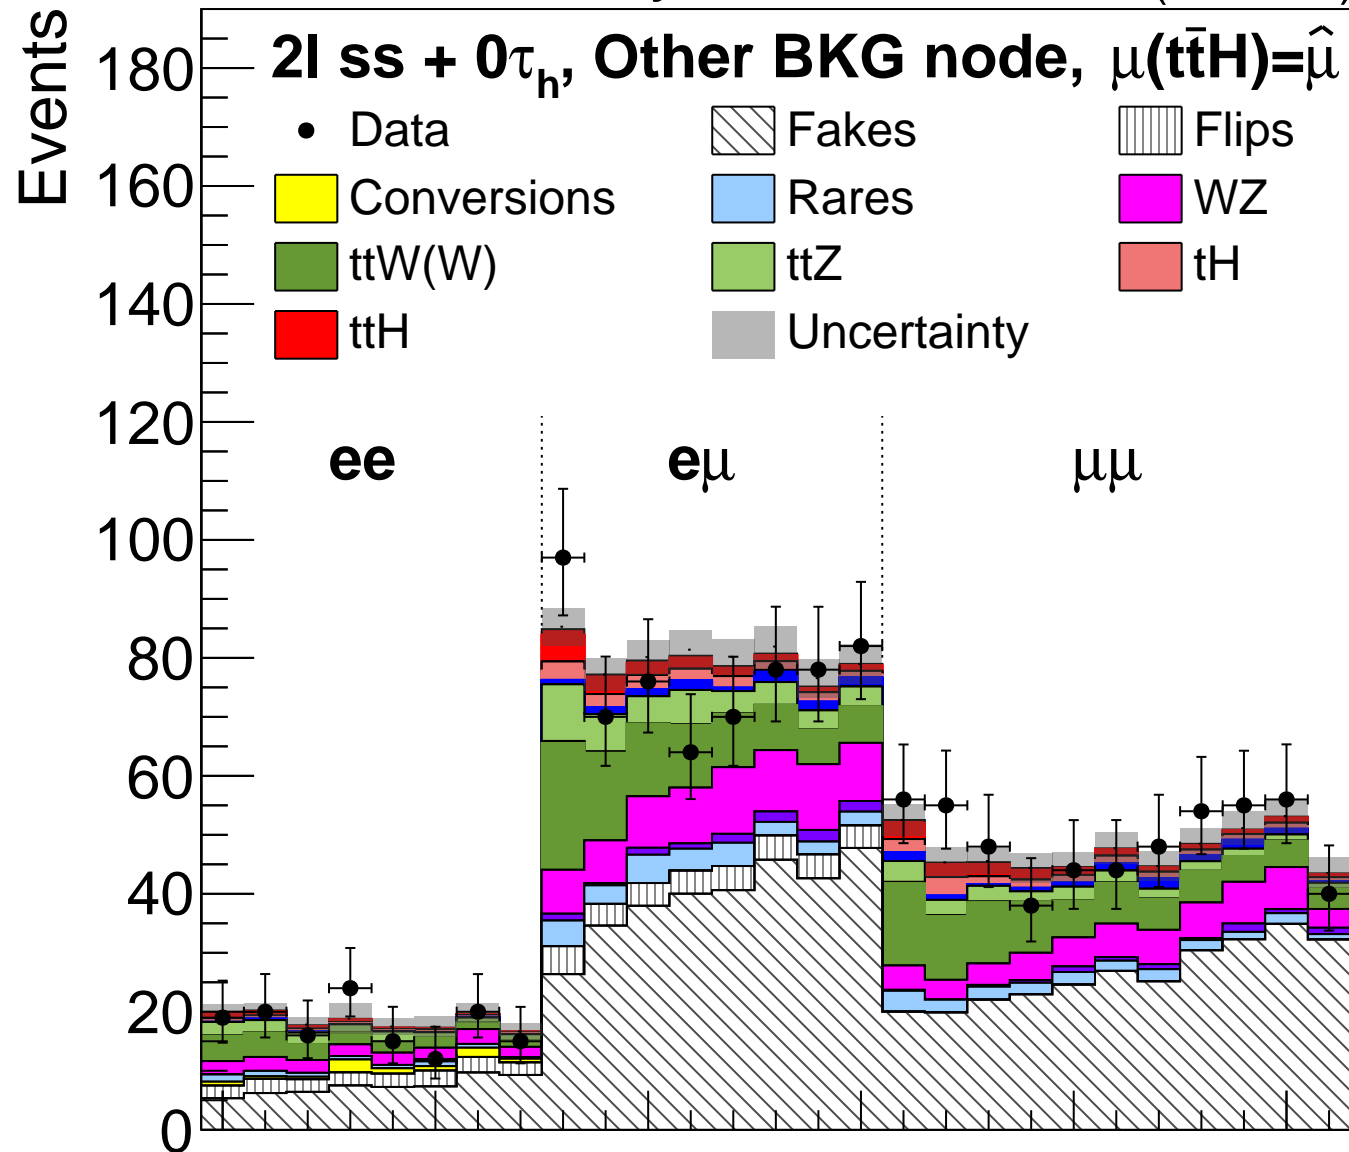 2l ss + 0τh, Other BKG node, μ(tt̄H)=μ̂
Events
Data
Fakes
Flips
Conversions
Rares
WZ
ttW(W)
ttZ
tH
ttH
Uncertainty
ee
eμ
μμ
180
160
140
120
100
80
60
40
20
0